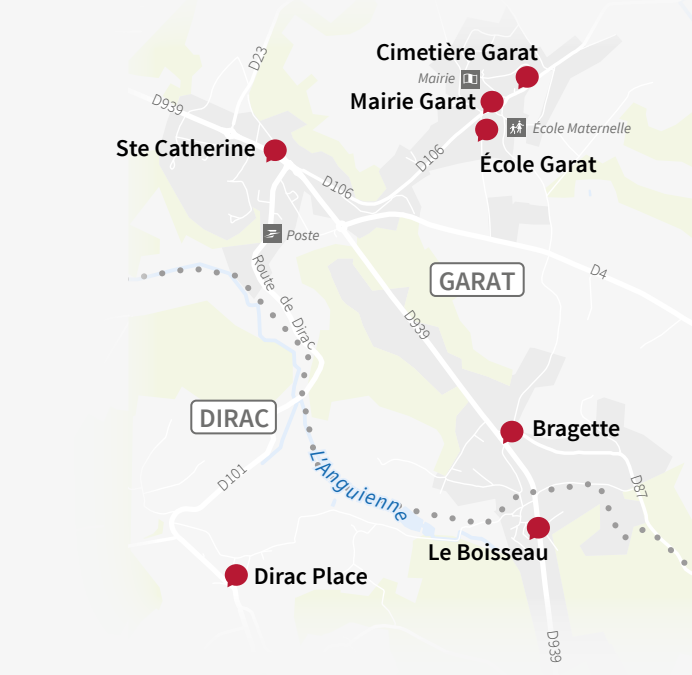 Cimetière Garat
D23
Mairie
D939
Mairie Garat
École Maternelle
Ste Catherine
D106
École Garat
D106
Poste
Route de Dirac
D4
GARAT
D939
DIRAC
Bragette
D101
L'Anguienne
D87
Le Boisseau
Dirac Place
D939